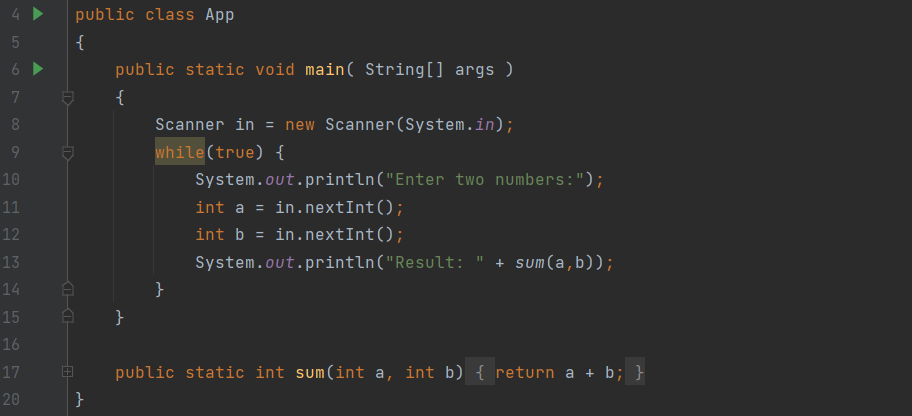 4 public class App
5 {
6 public static void main( String[] args )
7 {
8 Scanner in = new Scanner(System.in);
9 while(true) {
10 System.out.println("Enter two numbers:");
11 int a = in.nextInt();
12 int b = in.nextInt();
13 System.out.println("Result: " + sum(a,b));
14 }
15 }
16
17 public static int sum(int a, int b) { return a + b; }
20 }